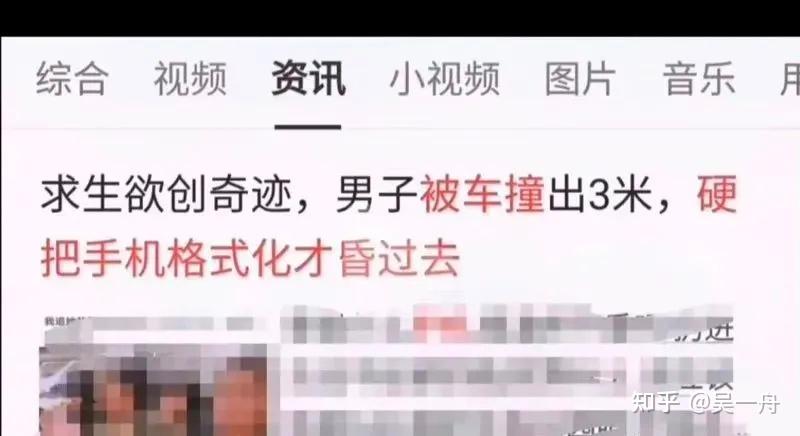 综合 视频 资讯 小视频 图片 音乐 用
求生欲创奇迹，男子被车撞出3米，硬
把手机格式化才昏过去
知乎 @吴一舟